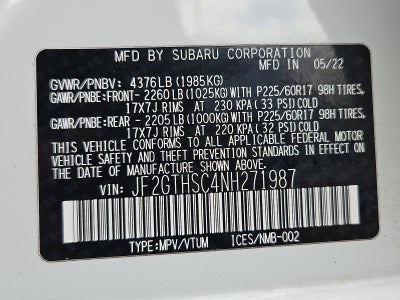 MFD BY SUBARU CORPORATION IN 05/22
GVWR/PNBV: 4376LB (1985KG)
GAWR/PNBE:FRONT- 2260LB (1025KG)WITH P225/60R17 98H TIRES,
17X7J RIMS AT 230 KPA (33 PSI)COLD
GAWR/PNBE:REAR - 2205LB (1000KG)WITH P225/60R17 98H TIRES,
17X7J RIMS AT 220 KPA (32 PSI)COLD
THIS VEHICLE CONFORMS TO ALL APPLICABLE FEDERAL MOTOR
VEHICLE SAFETY AND THEFT PREVENTION STANDARDS IN EFFECT
ON THE DATE OF MANUFACTURE SHOWN ABOVE.
VIN: JF2GTHSC4NH271987
TYPE:MPV/VTUM ICES/NMB-002